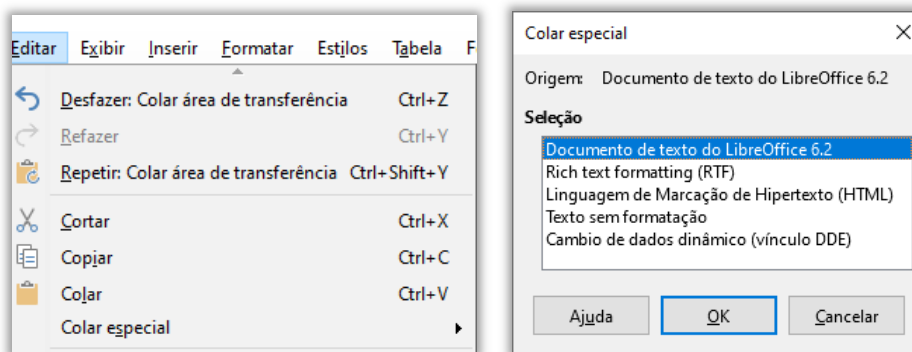 Editar Exibir Inserir Formatar Estilos Tabela F
Desfazer: Colar área de transferência Ctrl+Z
Refazer Ctrl+Y
Repetir: Colar área de transferência Ctrl+Shift+Y
Cortar Ctrl+X
Copiar Ctrl+C
Colar Ctrl+V
Colar especial
Colar especial
Origem: Documento de texto do LibreOffice 6.2
Seleção
Documento de texto do LibreOffice 6.2
Rich text formatting (RTF)
Linguagem de Marcação de Hipertexto (HTML)
Texto sem formatação
Cambio de dados dinâmico (vínculo DDE)
Ajuda OK Cancelar